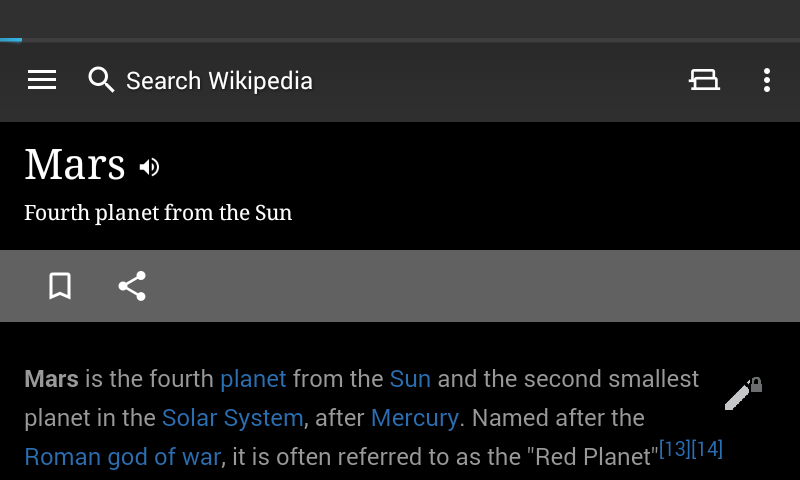 Search Wikipedia
Mars
Fourth planet from the Sun
Mars is the fourth planet from the Sun and the second smallest
planet in the Solar System, after Mercury. Named after the
Roman god of war, it is often referred to as the "Red Planet"[13][14]